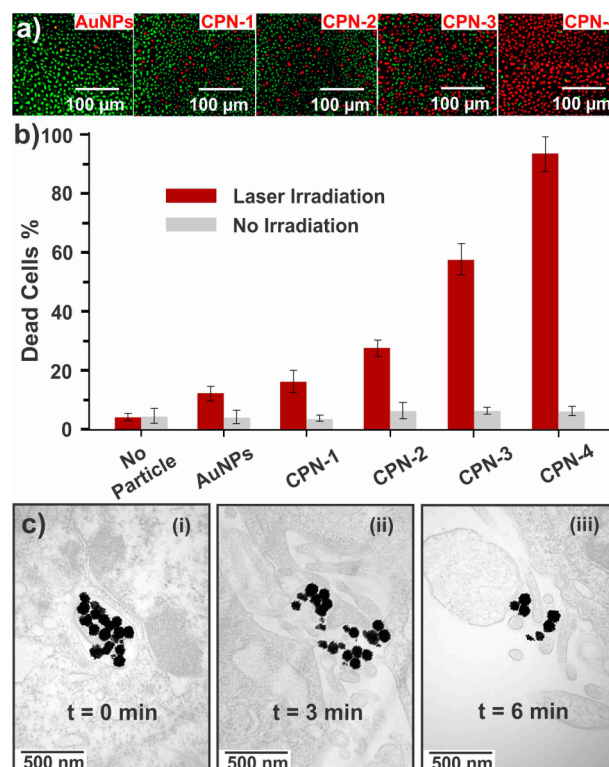 a)
AuNPs CPN-1 CPN-2 CPN-3 CPN-
100 µm 100 µm 100 µm 100 µm 100 µm
b)
100
80
60
40
20
0
Dead Cells %
Laser Irradiation
No Irradiation
No Particle
AuNPs
CPN-1
CPN-2
CPN-3
CPN-4
c)
(i) (ii) (iii)
t = 0 min t = 3 min t = 6 min
500 nm 500 nm 500 nm